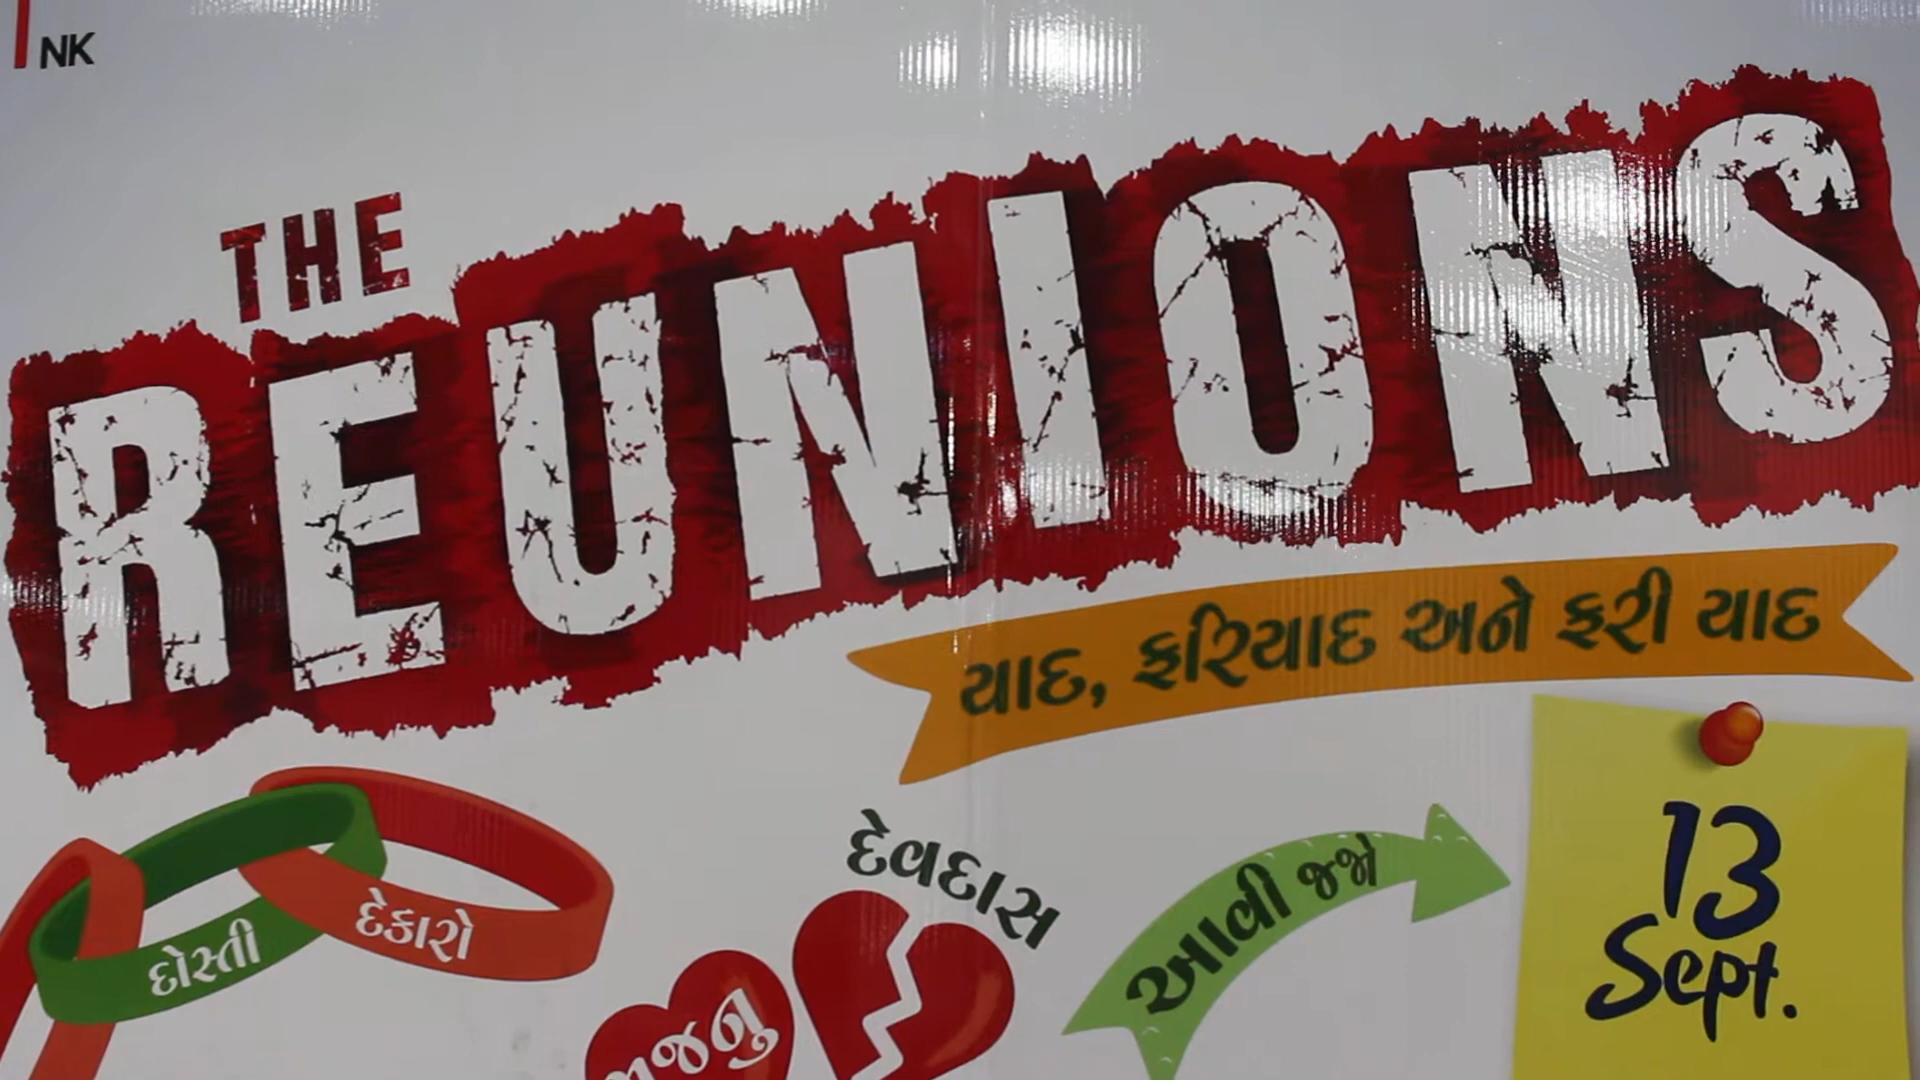 NK
THE
REUNIONS
યાદ, ફરિયાદ અને ફરી યાદ
દોસ્તી
દેકારો
દેવદાસ
આવી જજો
13
Sept.